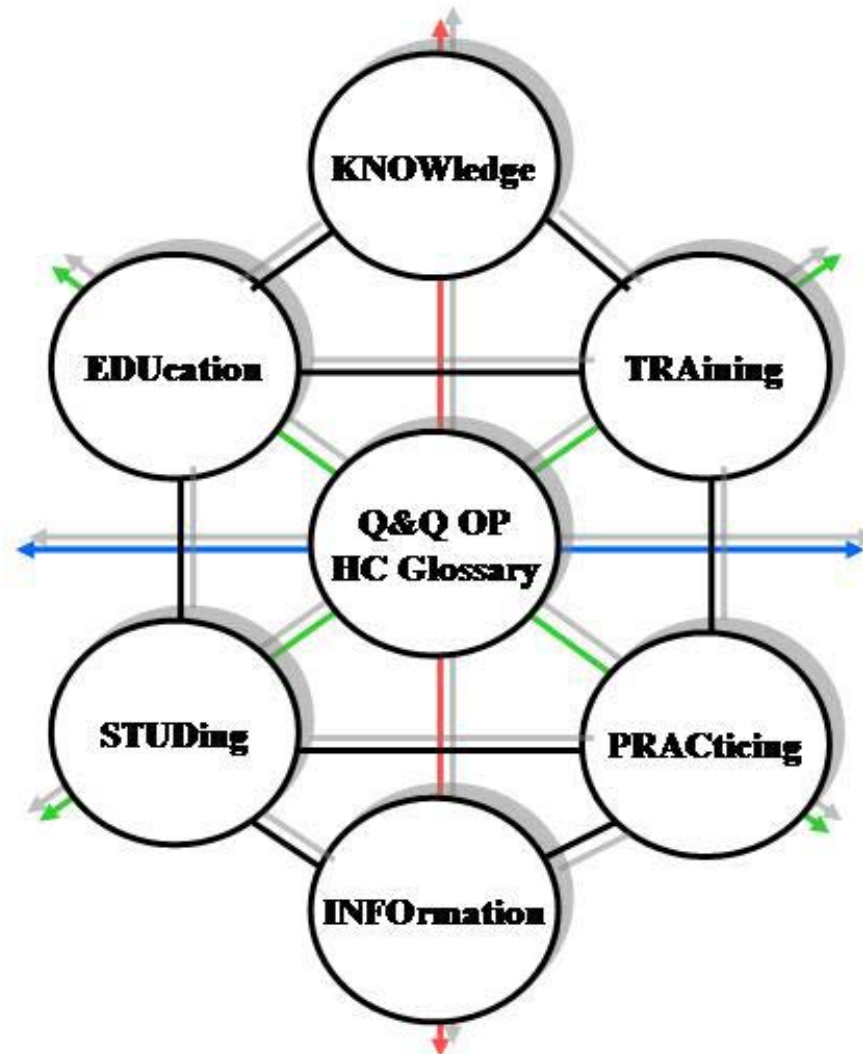 KNOWledge
EDUcation
TRAining
Q&Q OP
HC Glossary
STUDing
PRACticing
INFOrmation